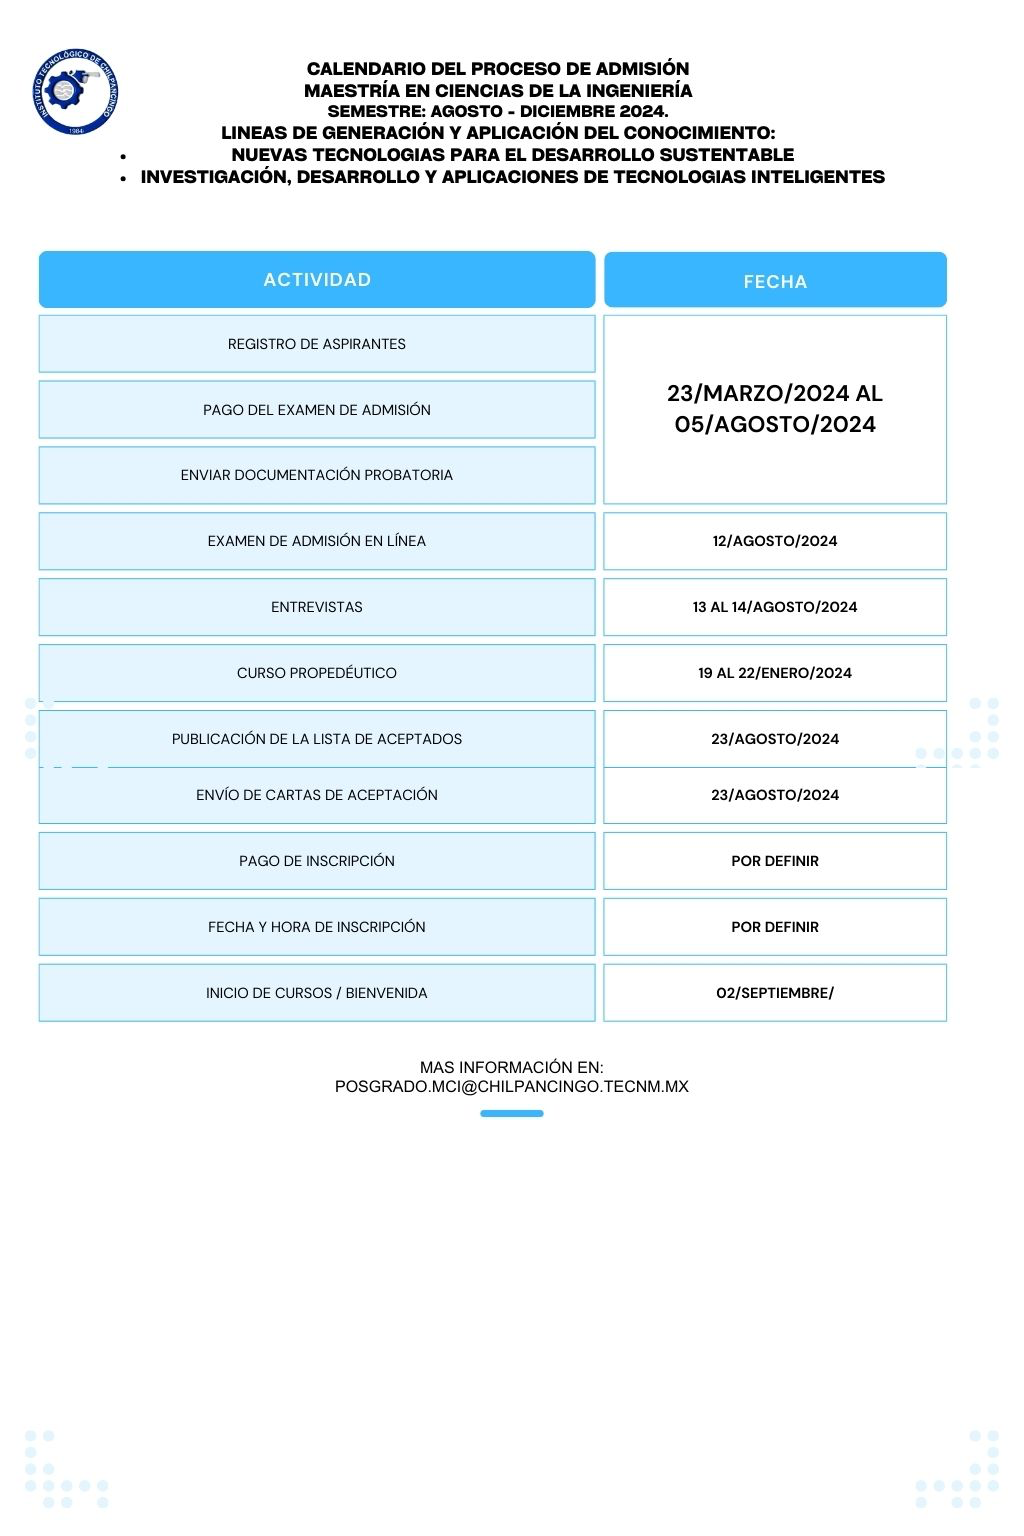 INSTITUTO TECNOLÓGICO DE CHILPANCINGO
1984
CALENDARIO DEL PROCESO DE ADMISIÓN
MAESTRÍA EN CIENCIAS DE LA INGENIERÍA
SEMESTRE: AGOSTO - DICIEMBRE 2024.
LINEAS DE GENERACIÓN Y APLICACIÓN DEL CONOCIMIENTO:
• NUEVAS TECNOLOGIAS PARA EL DESARROLLO SUSTENTABLE
• INVESTIGACIÓN, DESARROLLO Y APLICACIONES DE TECNOLOGIAS INTELIGENTES
ACTIVIDAD
FECHA
REGISTRO DE ASPIRANTES
PAGO DEL EXAMEN DE ADMISIÓN
ENVIAR DOCUMENTACIÓN PROBATORIA
23/MARZO/2024 AL
05/AGOSTO/2024
EXAMEN DE ADMISIÓN EN LÍNEA
12/AGOSTO/2024
ENTREVISTAS
13 AL 14/AGOSTO/2024
CURSO PROPEDÉUTICO
19 AL 22/ENERO/2024
PUBLICACIÓN DE LA LISTA DE ACEPTADOS
23/AGOSTO/2024
ENVÍO DE CARTAS DE ACEPTACIÓN
23/AGOSTO/2024
PAGO DE INSCRIPCIÓN
POR DEFINIR
FECHA Y HORA DE INSCRIPCIÓN
POR DEFINIR
INICIO DE CURSOS / BIENVENIDA
02/SEPTIEMBRE/
MAS INFORMACIÓN EN:
POSGRADO.MCI@CHILPANCINGO.TECNM.MX